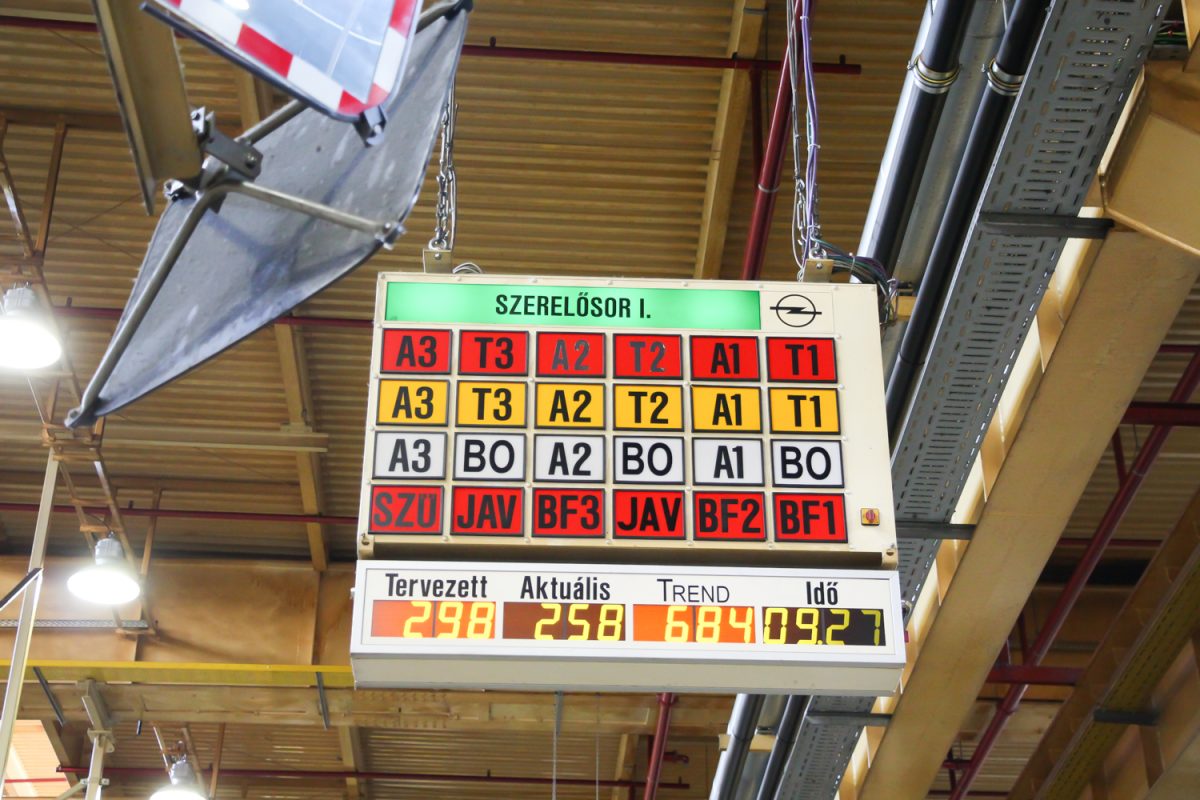 SZERELŐSOR I.
A3 T3 A2 T2 A1 T1
A3 T3 A2 T2 A1 T1
A3 BO A2 BO A1 BO
SZÜ JAV BF3 JAV BF2 BF1
Tervezett Aktuális TREND Idő
298 258 684 09.27